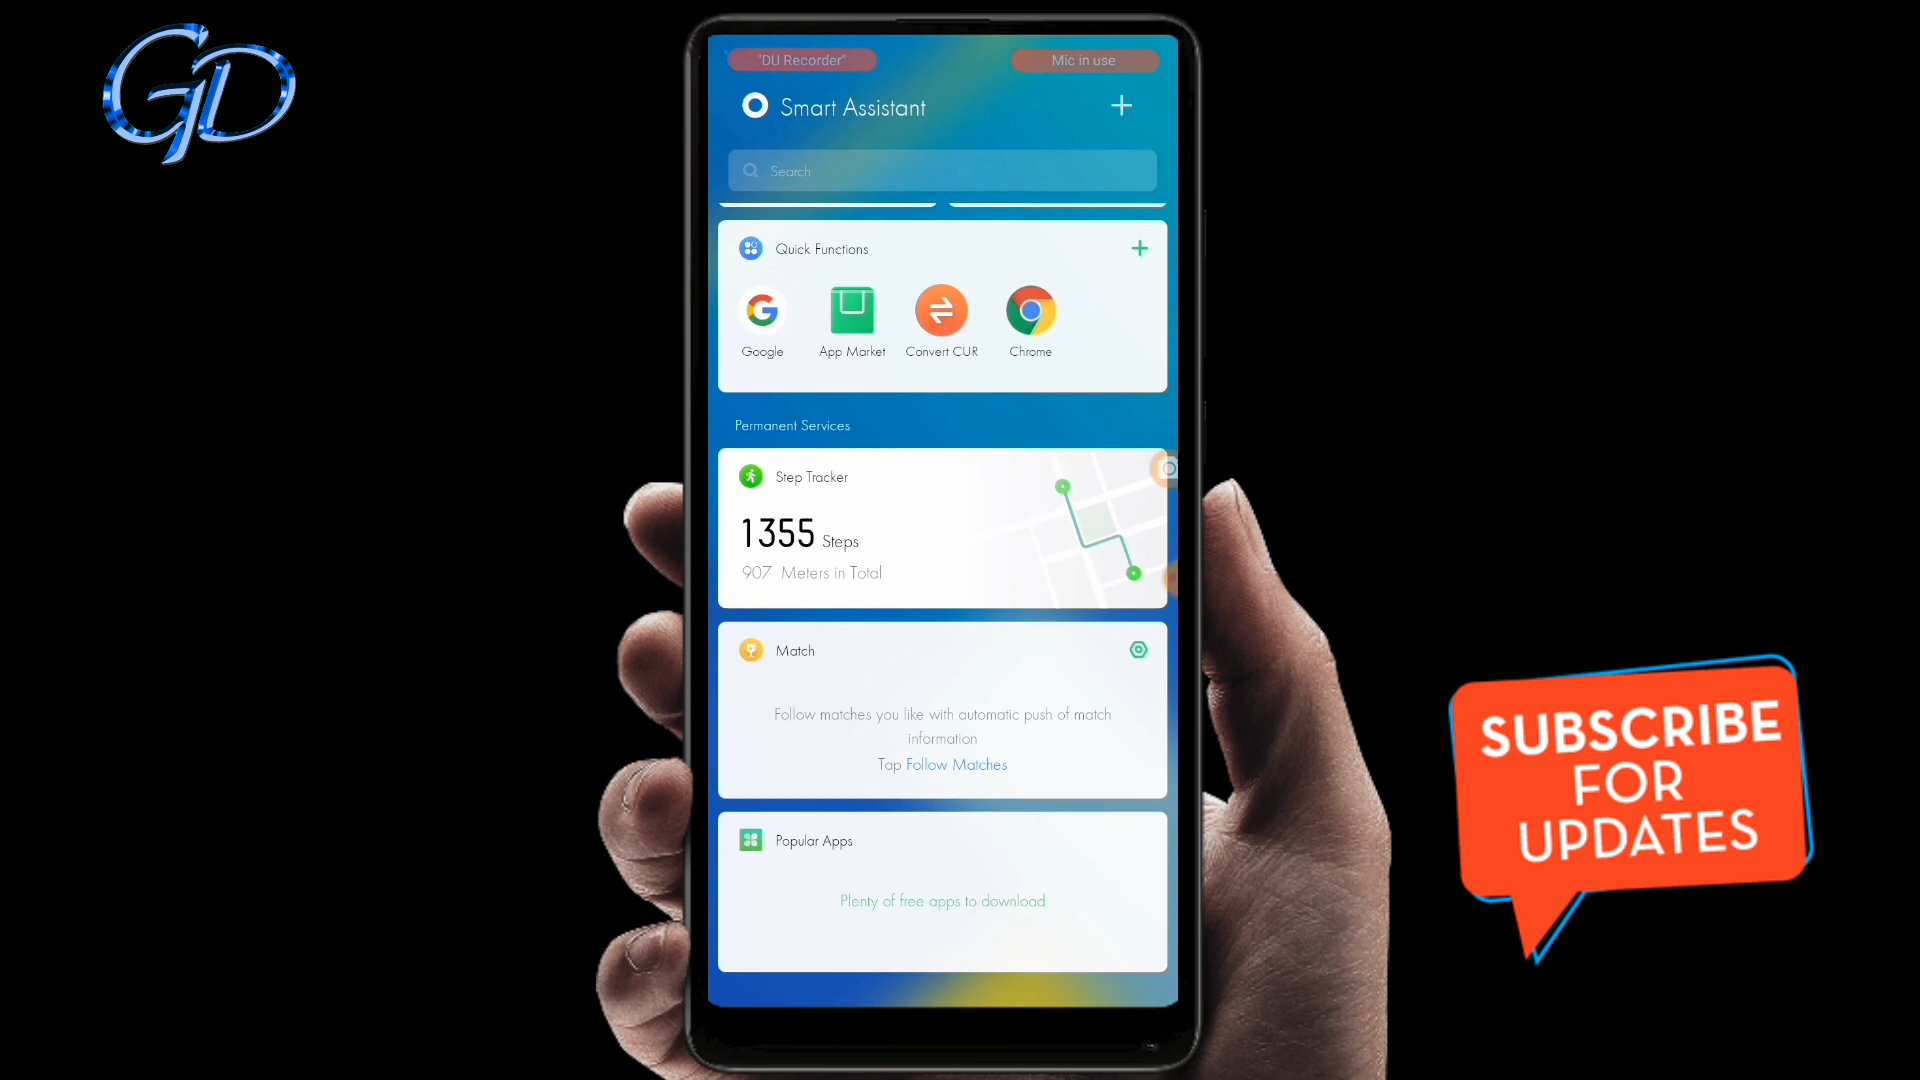 GD
"DU Recorder"
Mic in use
Smart Assistant
Search
Quick Functions
Google
App Market
Convert CUR
Chrome
Permanent Services
Step Tracker
1355 Steps
907 Meters in Total
Match
Follow matches you like with automatic push of match
information
Tap Follow Matches
Popular Apps
Plenty of free apps to download
SUBSCRIBE
FOR
UPDATES